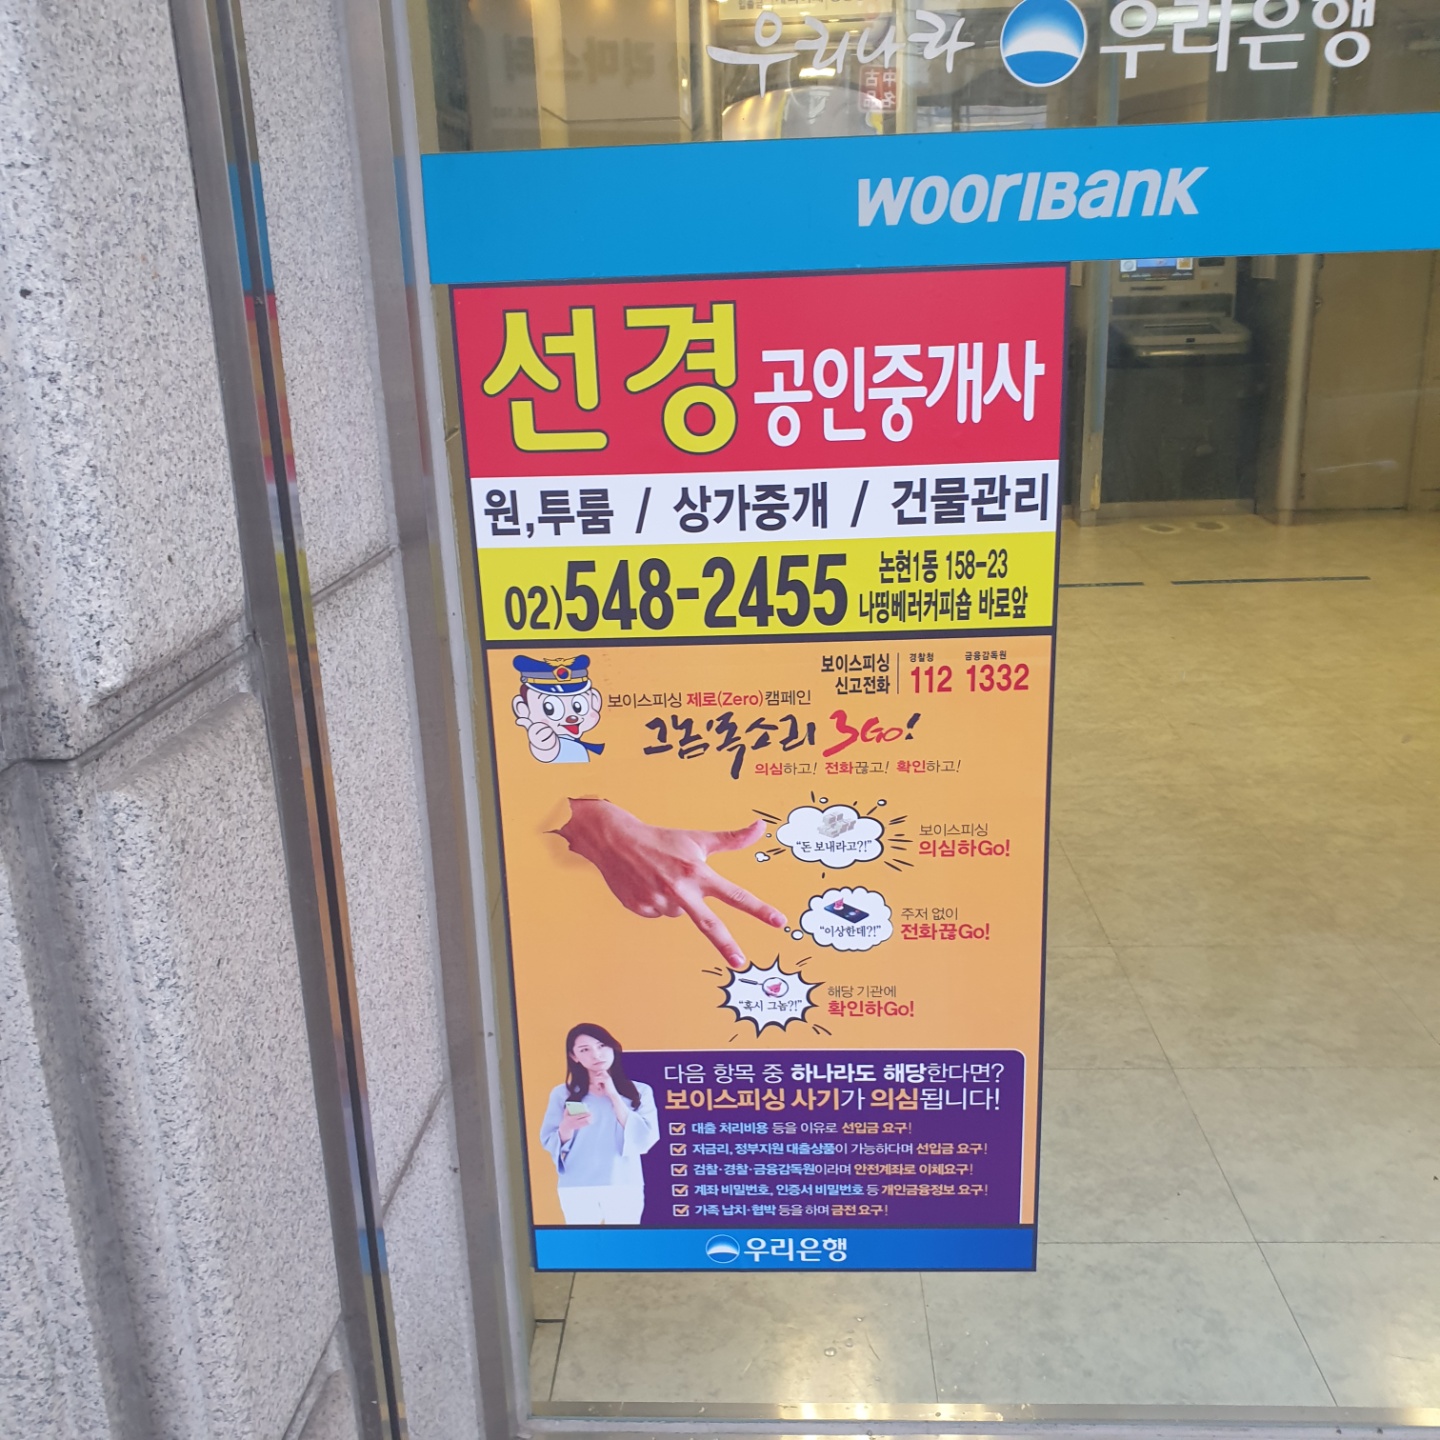 우리나라 우리은행
WOORIBANK
선경 공인중개사
원,투룸 / 상가중개 / 건물관리
02)548-2455
논현1동 158-23
나띵베러커피숍 바로앞
보이스피싱
신고전화
경찰청
112
금융감독원
1332
보이스피싱 제로(Zero)캠페인
그놈 목소리 3GO!
의심하고! 전화끊고! 확인하고!
"돈 보내라고?!"
보이스피싱
의심하Go!
"이상한데?!"
주저 없이
전화끊Go!
"혹시 그놈?!"
해당 기관에
확인하Go!
다음 항목 중 하나라도 해당한다면?
보이스피싱 사기가 의심됩니다!
대출 처리비용 등을 이유로 선입금 요구!
저금리, 정부지원 대출상품이 가능하다며 선입금 요구!
검찰·경찰·금융감독원이라며 안전계좌로 이체요구!
계좌 비밀번호, 인증서 비밀번호 등 개인금융정보 요구!
가족 납치·협박 등을 하며 금전 요구!
우리은행